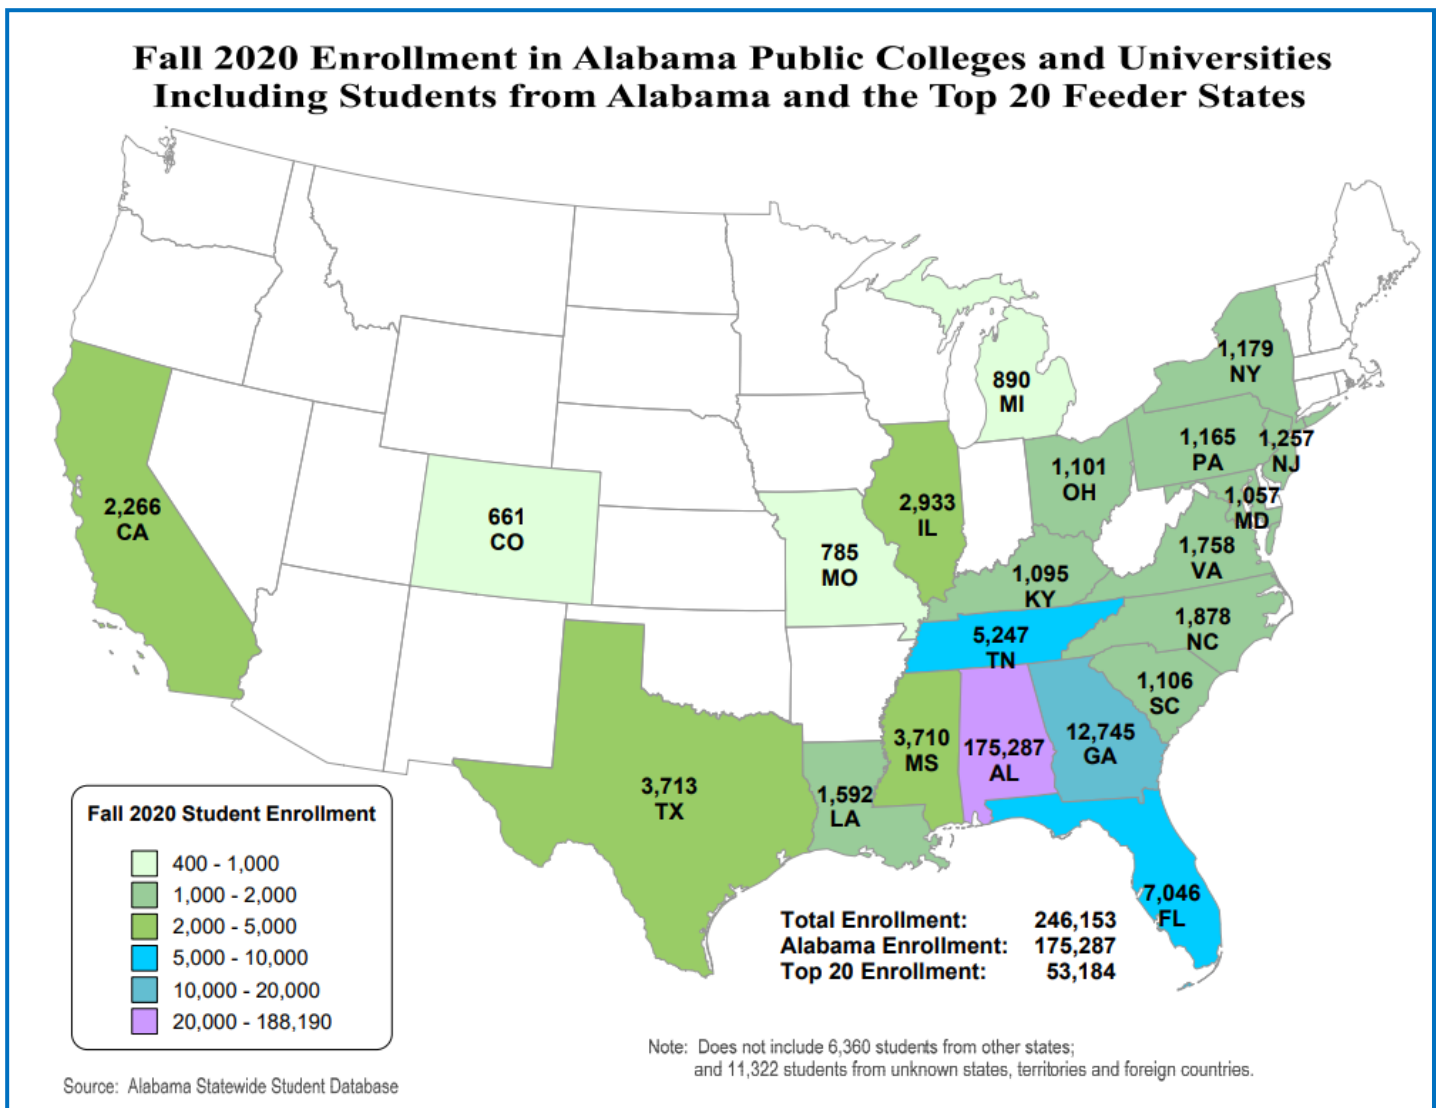 Fall 2020 Enrollment in Alabama Public Colleges and Universities
Including Students from Alabama and the Top 20 Feeder States
1,179
NY
890
MI
1,165
PA
1,257
NJ
1,101
OH
2,266
CA
2,933
IL
1,057
MD
661
CO
785
MO
1,758
VA
1,095
KY
1,878
NC
5,247
TN
1,106
SC
3,710
MS
175,287
AL
12,745
GA
3,713
TX
1,592
LA
7,046
FL
Fall 2020 Student Enrollment
400 - 1,000
1,000 - 2,000
2,000 - 5,000
5,000 - 10,000
10,000 - 20,000
20,000 - 188,190
Total Enrollment: 246,153
Alabama Enrollment: 175,287
Top 20 Enrollment: 53,184
Note: Does not include 6,360 students from other states;
and 11,322 students from unknown states, territories and foreign countries.
Source: Alabama Statewide Student Database